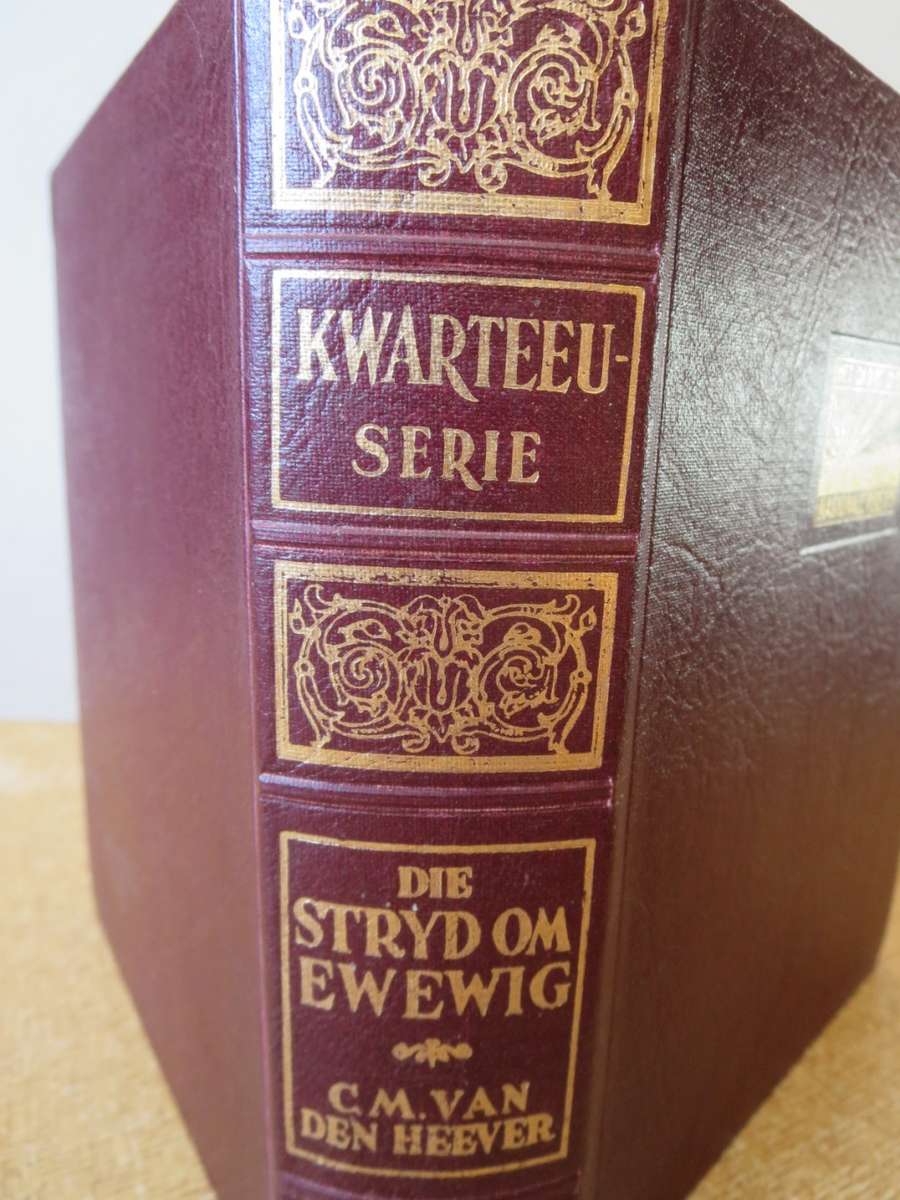 KWARTEEU-
SERIE
DIE
STRYD OM
EWEWIG
C.M. VAN
DEN HEEVER